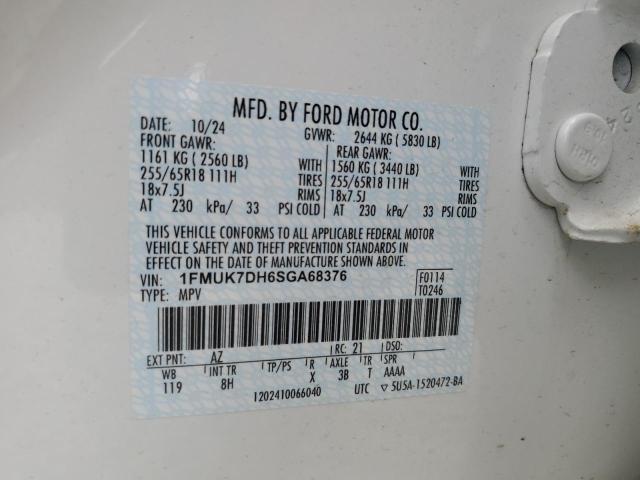 MFD. BY FORD MOTOR CO.
DATE: 10/24 GVWR: 2644 KG ( 5830 LB)
FRONT GAWR: REAR GAWR:
1161 KG ( 2560 LB) 1560 KG ( 3440 LB)
255/65R18 111H TIRES 255/65R18 111H TIRES
18x7.5J RIMS 18x7.5J RIMS
AT 230 kPa/ 33 PSI COLD AT 230 kPa/ 33 PSI COLD
THIS VEHICLE CONFORMS TO ALL APPLICABLE FEDERAL MOTOR
VEHICLE SAFETY AND THEFT PREVENTION STANDARDS IN
EFFECT ON THE DATE OF MANUFACTURE SHOWN ABOVE.
VIN: 1FMUK7DH6SGA68376 F0114
TYPE: MPV T0246
EXT PNT: AZ RC: 21 DSO:
WB INT TR TP/PS R AXLE TR SPR
119 8H X 3B T AAAA
1202410066040 UTC ▽ 5U5A-1520472-BA